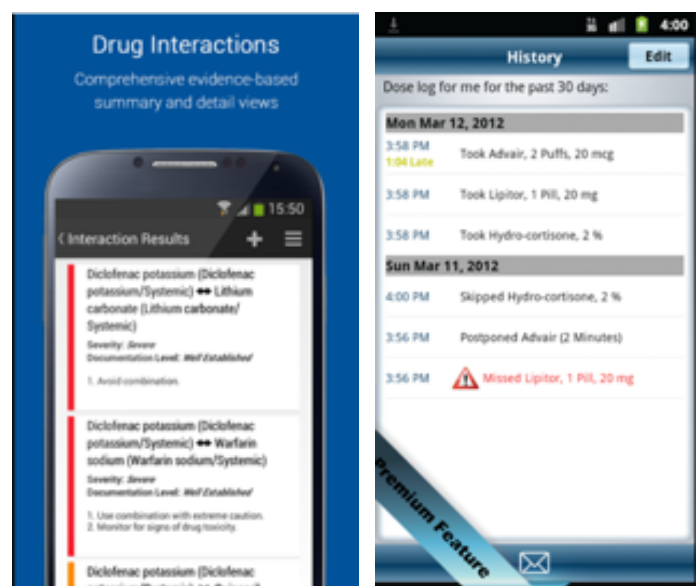 Drug Interactions
Comprehensive evidence-based
summary and detail views
15:50
Interaction Results
Diclofenac potassium (Diclofenac
potassium/Systemic) ⬌ Lithium
carbonate (Lithium carbonate/
Systemic)
Severity: Severe
Documentation Level: Well Established
1. Avoid combination.
Diclofenac potassium (Diclofenac
potassium/Systemic) ⬌ Warfarin
sodium (Warfarin sodium/Systemic)
Severity: Severe
Documentation Level: Well Established
1. Use combination with extreme caution.
2. Monitor for signs of drug toxicity.
Diclofenac potassium (Diclofenac
4:00
History
Edit
Dose log for me for the past 30 days:
Mon Mar 12, 2012
3:58 PM
1:04 Late
Took Advair, 2 Puffs, 20 mcg
3:58 PM Took Lipitor, 1 Pill, 20 mg
3:58 PM Took Hydro-cortisone, 2 %
Sun Mar 11, 2012
4:00 PM Skipped Hydro-cortisone, 2 %
3:56 PM Postponed Advair (2 Minutes)
3:56 PM Missed Lipitor, 1 Pill, 20 mg
Premium Feature